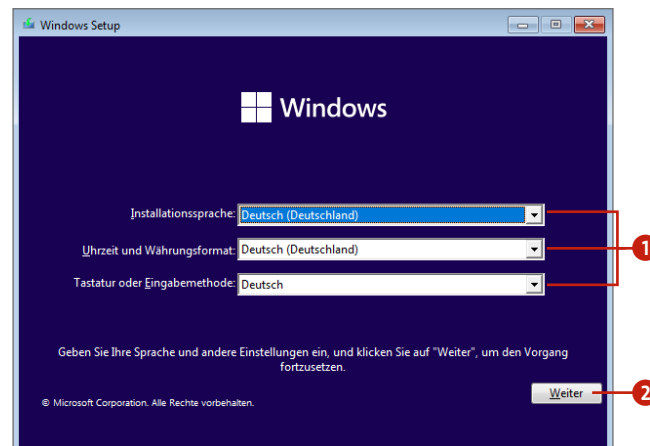 Windows Setup
Windows
Installationssprache: Deutsch (Deutschland)
1
Uhrzeit und Währungsformat: Deutsch (Deutschland)
Tastatur oder Eingabemethode: Deutsch
Geben Sie Ihre Sprache und andere Einstellungen ein, und klicken Sie auf "Weiter", um den Vorgang
fortzusetzen.
Weiter
2
© Microsoft Corporation. Alle Rechte vorbehalten.